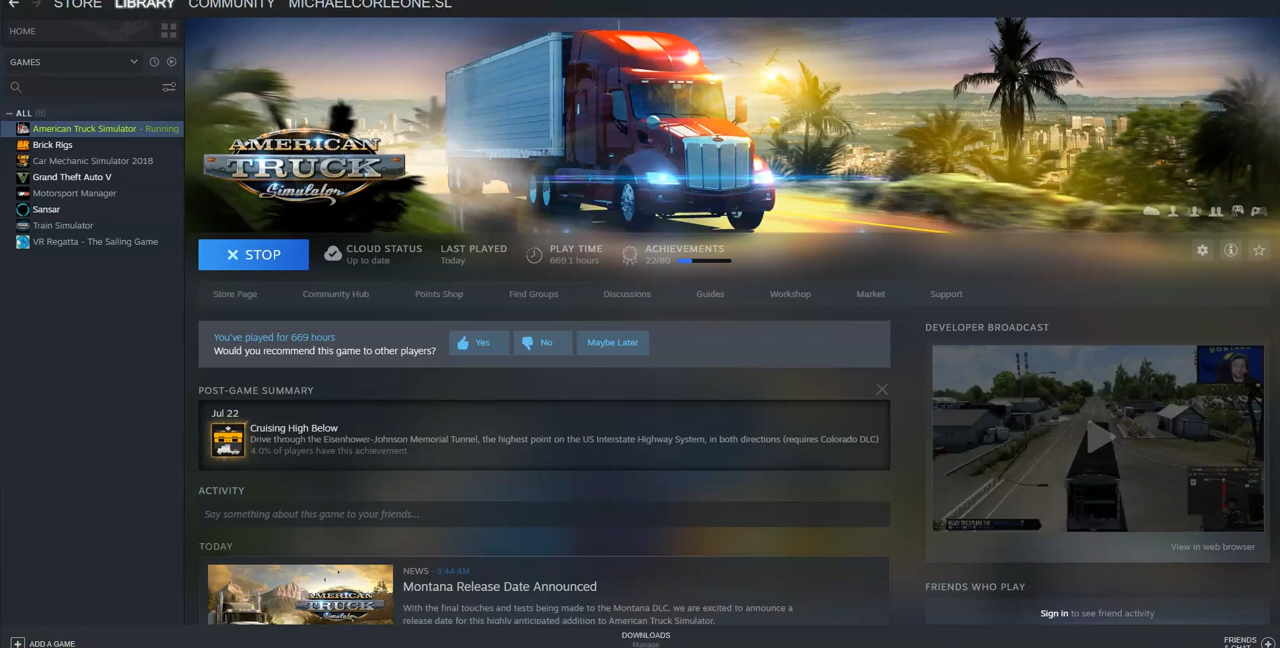 STORE LIBRARY COMMUNITY MICHAELCORLEONE.SL
HOME
GAMES
ALL (8)
American Truck Simulator - Running
Brick Rigs
Car Mechanic Simulator 2018
Grand Theft Auto V
Motorsport Manager
Sansar
Train Simulator
VR Regatta - The Sailing Game
ADD A GAME
AMERICAN
TRUCK
Simulator
STOP
CLOUD STATUS
Up to date
LAST PLAYED
Today
PLAY TIME
669.1 hours
ACHIEVEMENTS
22/80
Store Page Community Hub Points Shop Find Groups Discussions Guides Workshop Market Support
You've played for 669 hours
Would you recommend this game to other players?
Yes No Maybe Later
POST-GAME SUMMARY
Jul 22
Cruising High Below
Drive through the Eisenhower-Johnson Memorial Tunnel, the highest point on the US Interstate Highway System, in both directions (requires Colorado DLC)
4.0% of players have this achievement
ACTIVITY
Say something about this game to your friends...
TODAY
AMERICAN
TRUCK
NEWS - 3:44 AM
Montana Release Date Announced
With the final touches and tests being made to the Montana DLC, we are excited to announce a
release date for this highly anticipated addition to American Truck Simulator.
DEVELOPER BROADCAST
View in web browser
FRIENDS WHO PLAY
Sign in to see friend activity
DOWNLOADS
Manage
FRIENDS
& CHAT